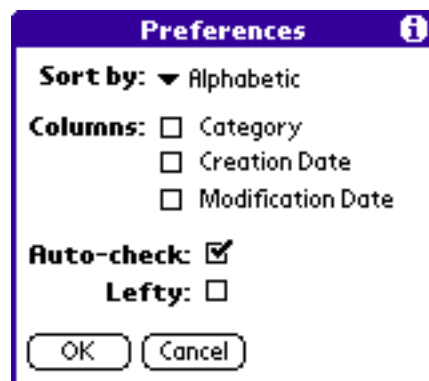 Preferences i
Sort by: Alphabetic
Columns: Category
Creation Date
Modification Date
Auto-check:
Lefty:
OK Cancel